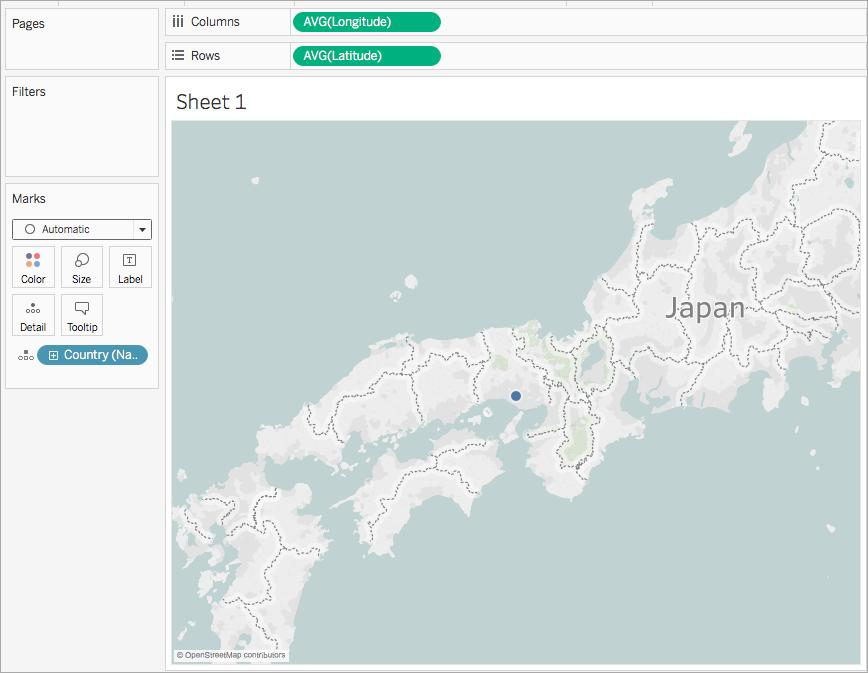 Pages
Columns
AVG(Longitude)
Rows
AVG(Latitude)
Filters
Sheet 1
Marks
Automatic
Color
Size
T
Label
Detail
Tooltip
Country (Na..
Japan
© OpenStreetMap contributors